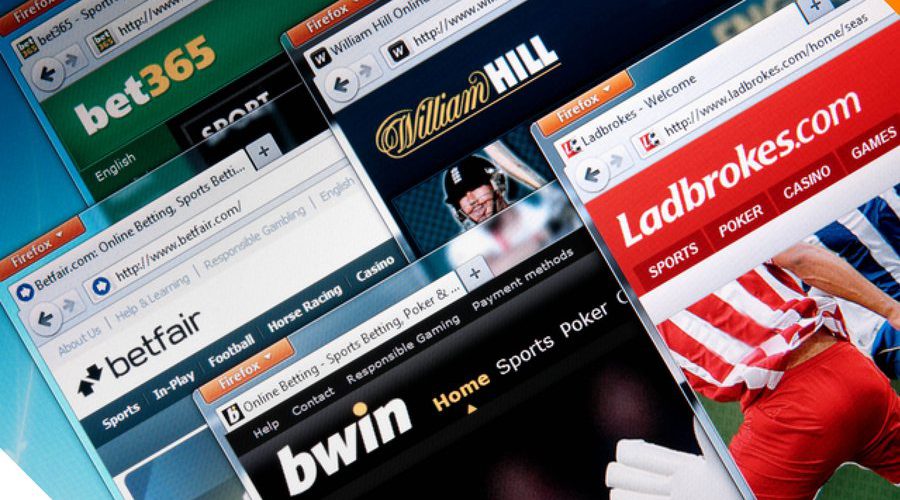 Firefox
bet365 - Sport
http://www
bet365
SPORT
English
Firefox
William Hill Online
http://www.wi
William HILL
Firefox
Ladbrokes - Welcome
http://www.ladbrokes.com/home/seas
Ladbrokes.com
SPORTS POKER CASINO GAMES
Firefox
Betfair.com: Online Betting, Sports Betti...
http://www.betfair.com/
About Us | Help & Learning | Responsible Gambling | English
betfair
Sports In-Play Football Horse Racing Casino
Firefox
Online Betting - Sports Betting, Poker & ...
Help Contact Responsible Gaming Payment methods
bwin
Home Sports Poker C